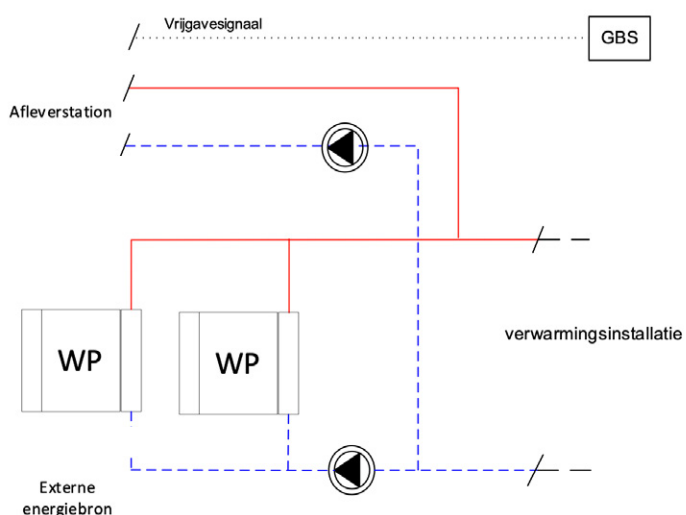 Vrijgavesignaal
GBS
Afleverstation
WP
WP
verwarmingsinstallatie
Externe
energiebron